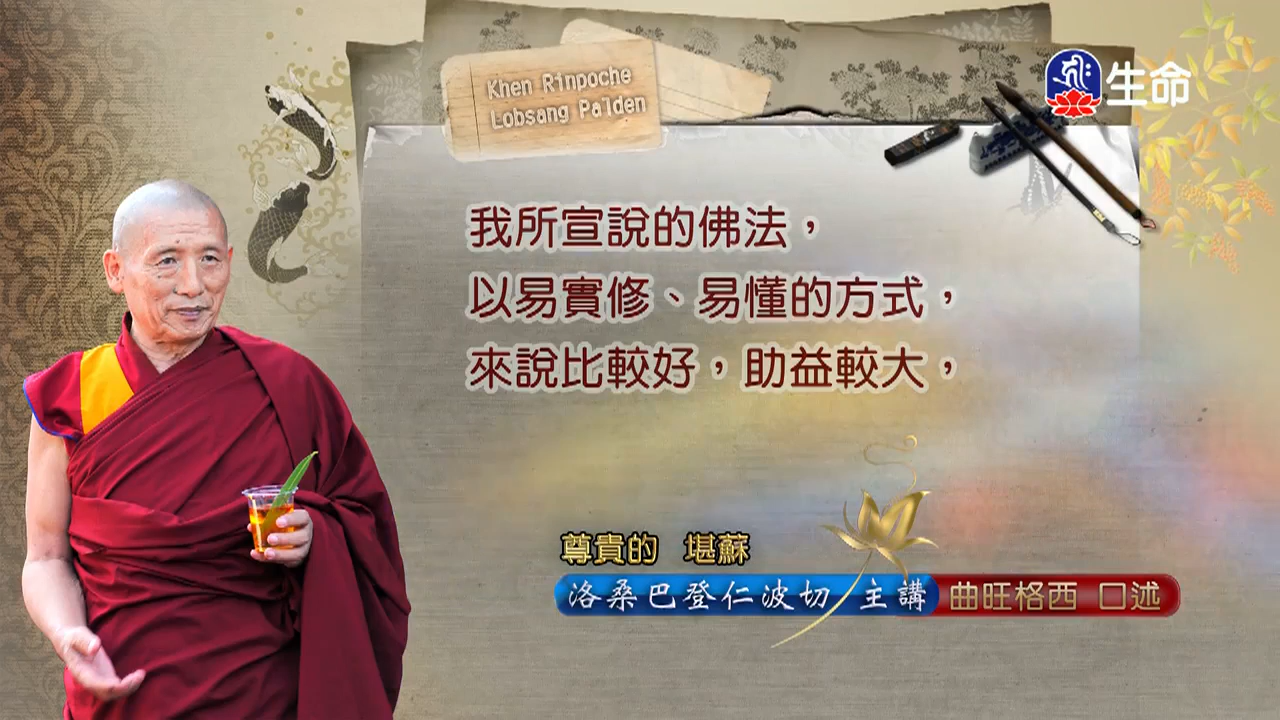 Khen Rinpoche
Lobsang Palden
生命
我所宣說的佛法，
以易實修、易懂的方式，
來說比較好，助益較大，
尊貴的 堪蘇
洛桑巴登仁波切 主講 曲旺格西 口述